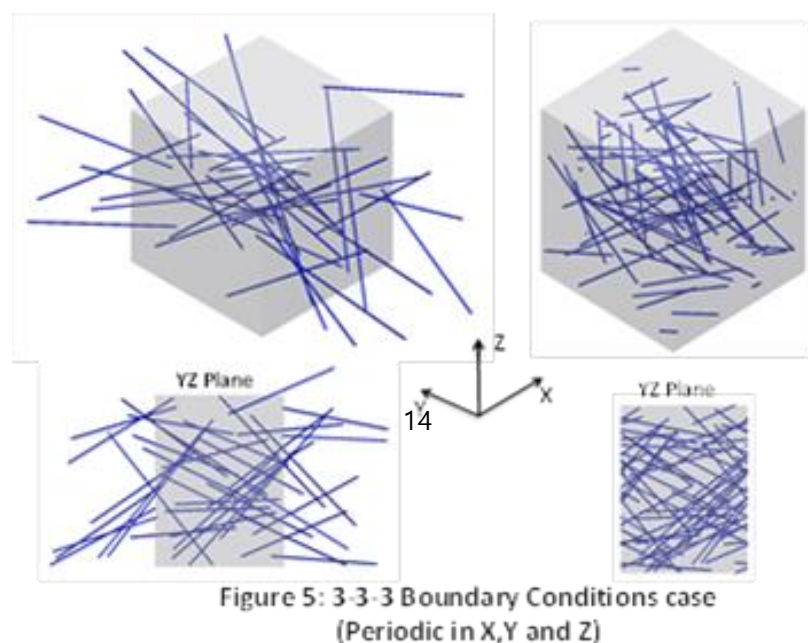 Z
YZ Plane
YZ Plane
Y
X
14
Figure 5: 3-3-3 Boundary Conditions case
(Periodic in X,Y and Z)